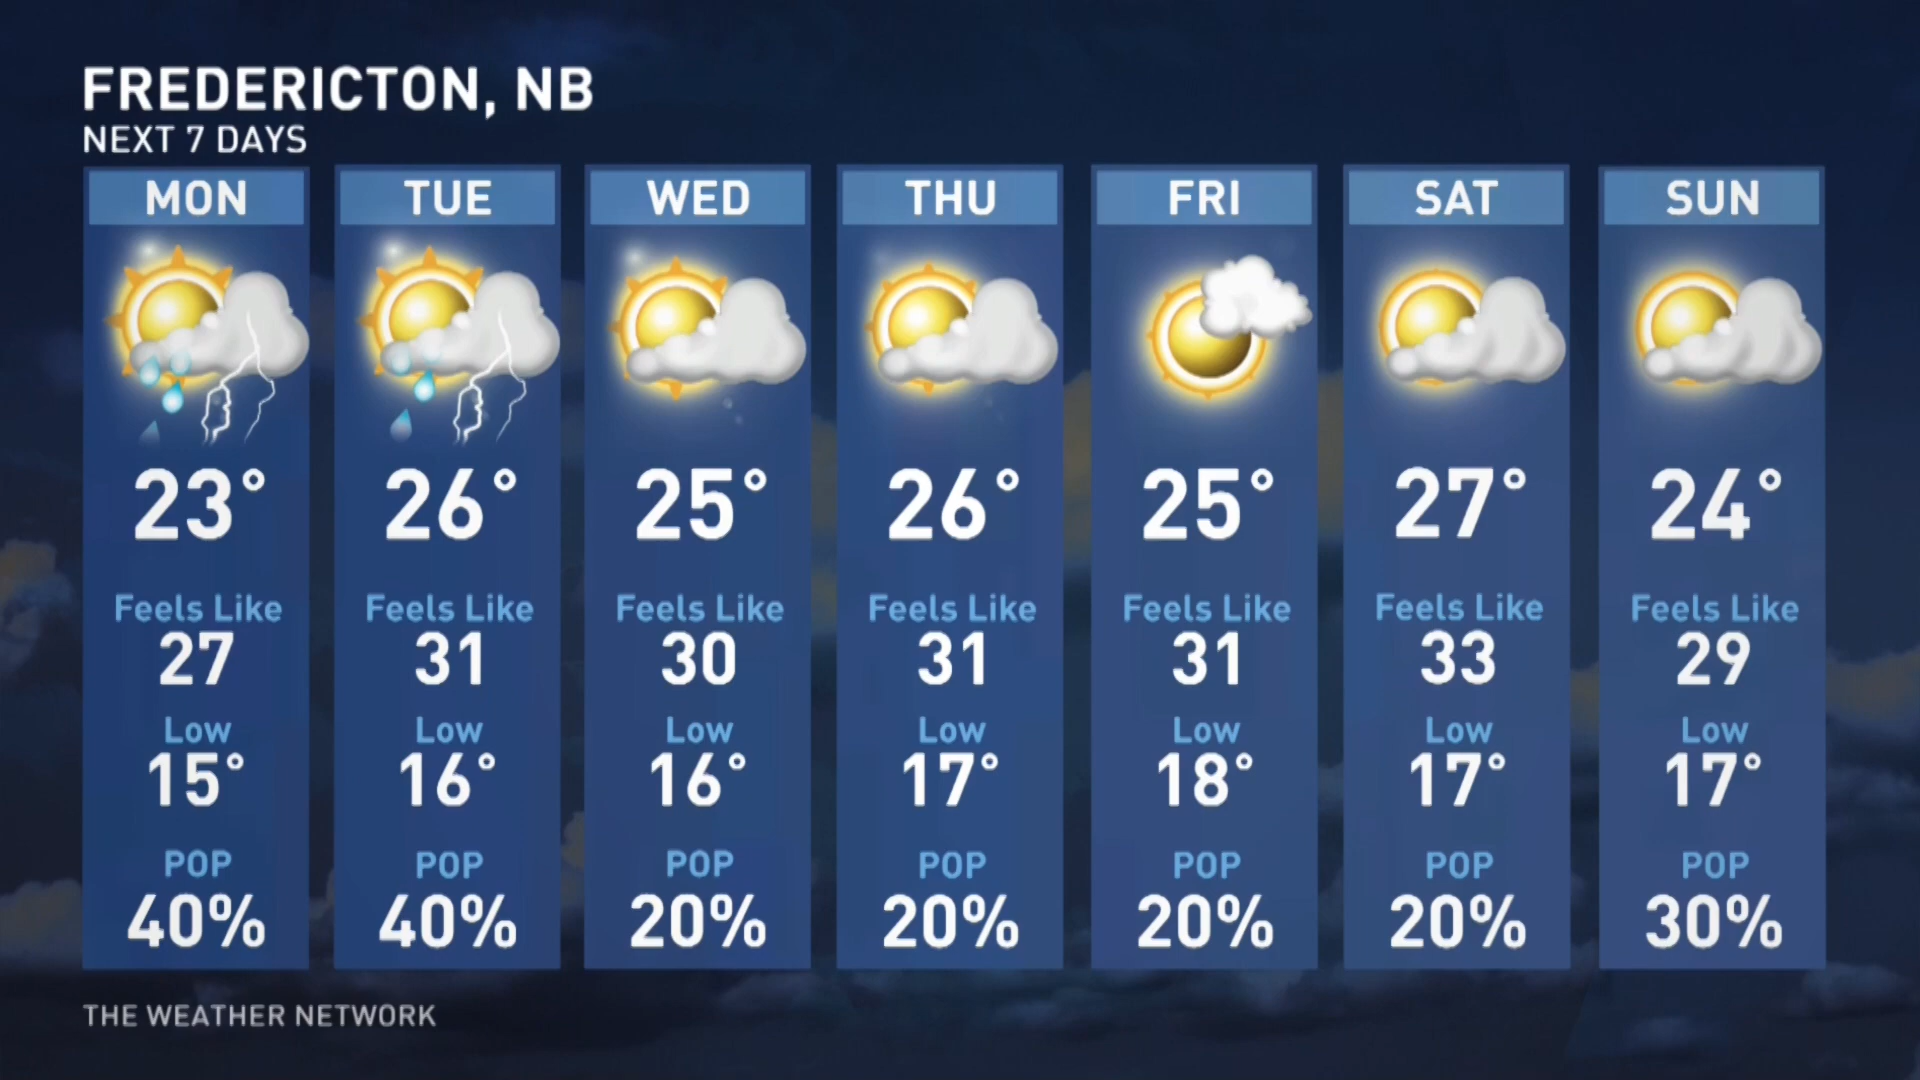 FREDERICTON, NB
NEXT 7 DAYS
MON TUE WED THU FRI SAT SUN
23° 26° 25° 26° 25° 27° 24°
Feels Like Feels Like Feels Like Feels Like Feels Like Feels Like Feels Like
27 31 30 31 31 33 29
Low Low Low Low Low Low Low
15° 16° 16° 17° 18° 17° 17°
POP POP POP POP POP POP POP
40% 40% 20% 20% 20% 20% 30%
THE WEATHER NETWORK